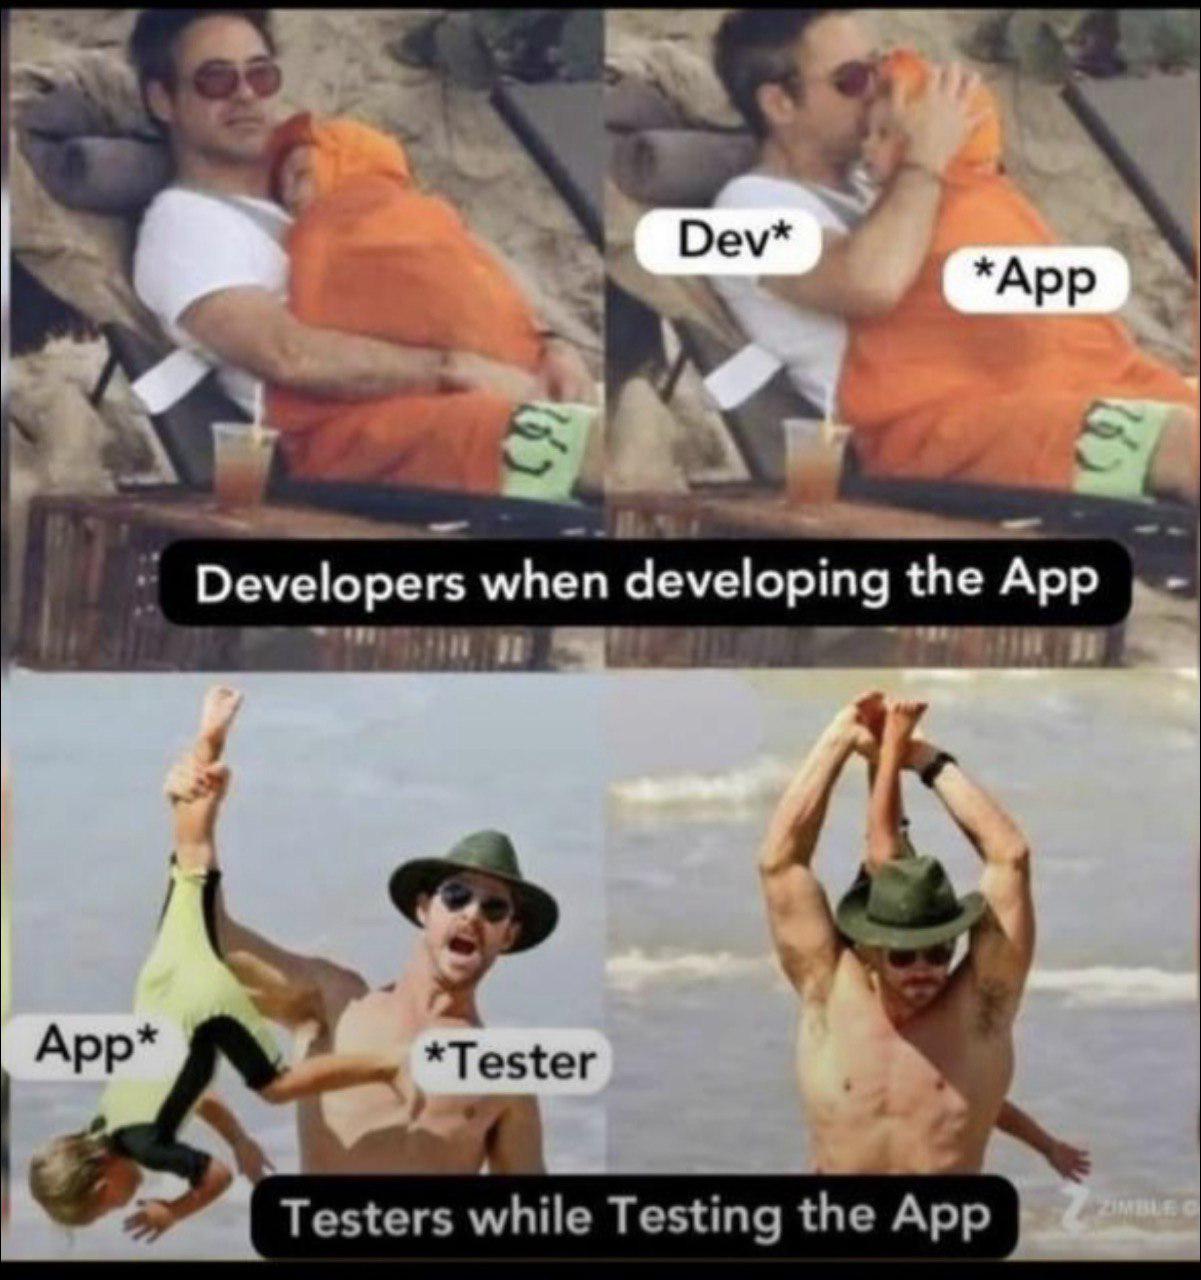 Dev*
*App
Developers when developing the App
App*
*Tester
Testers while Testing the App